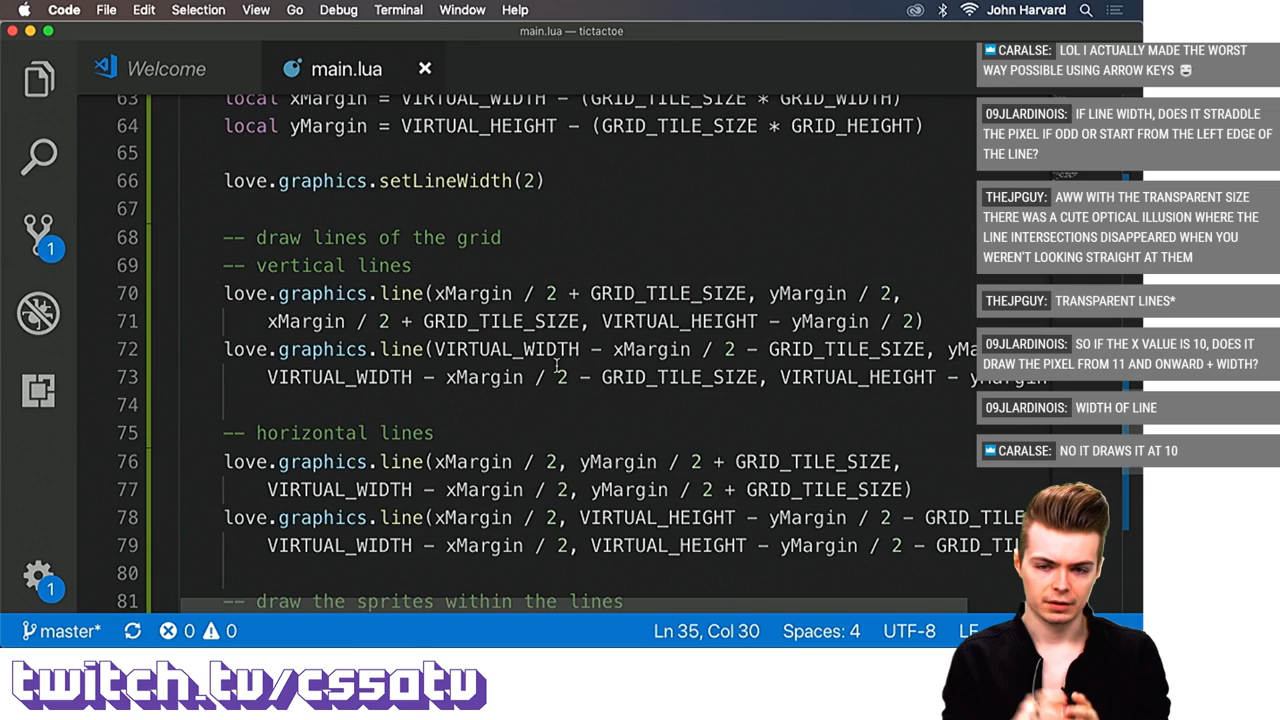 Code File Edit Selection View Go Debug Terminal Window Help John Harvard
main.lua — tictactoe
Welcome main.lua
63 local xMargin = VIRTUAL_WIDTH - (GRID_TILE_SIZE * GRID_WIDTH)
64 local yMargin = VIRTUAL_HEIGHT - (GRID_TILE_SIZE * GRID_HEIGHT)
65
66 love.graphics.setLineWidth(2)
67
68 -- draw lines of the grid
69 -- vertical lines
70 love.graphics.line(xMargin / 2 + GRID_TILE_SIZE, yMargin / 2,
71 xMargin / 2 + GRID_TILE_SIZE, VIRTUAL_HEIGHT - yMargin / 2)
72 love.graphics.line(VIRTUAL_WIDTH - xMargin / 2 - GRID_TILE_SIZE, yMa
73 VIRTUAL_WIDTH - xMargin / 2 - GRID_TILE_SIZE, VIRTUAL_HEIGHT - yMargin
74
75 -- horizontal lines
76 love.graphics.line(xMargin / 2, yMargin / 2 + GRID_TILE_SIZE,
77 VIRTUAL_WIDTH - xMargin / 2, yMargin / 2 + GRID_TILE_SIZE)
78 love.graphics.line(xMargin / 2, VIRTUAL_HEIGHT - yMargin / 2 - GRID_TILE
79 VIRTUAL_WIDTH - xMargin / 2, VIRTUAL_HEIGHT - yMargin / 2 - GRID_TI
80
81 -- draw the sprites within the lines
1
1
master* 0 0 Ln 35, Col 30 Spaces: 4 UTF-8 LF
CARALSE: LOL I ACTUALLY MADE THE WORST
WAY POSSIBLE USING ARROW KEYS
09JLARDINOIS: IF LINE WIDTH, DOES IT STRADDLE
THE PIXEL IF ODD OR START FROM THE LEFT EDGE OF
THE LINE?
THEJPGUY: AWW WITH THE TRANSPARENT SIZE
THERE WAS A CUTE OPTICAL ILLUSION WHERE THE
LINE INTERSECTIONS DISAPPEARED WHEN YOU
WEREN'T LOOKING STRAIGHT AT THEM
THEJPGUY: TRANSPARENT LINES*
09JLARDINOIS: SO IF THE X VALUE IS 10, DOES IT
DRAW THE PIXEL FROM 11 AND ONWARD + WIDTH?
09JLARDINOIS: WIDTH OF LINE
CARALSE: NO IT DRAWS IT AT 10
twitch.tv/cs50tv